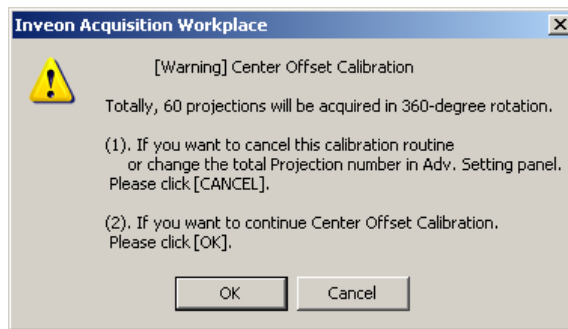 Inveon Acquisition Workplace
[Warning] Center Offset Calibration
Totally, 60 projections will be acquired in 360-degree rotation.
(1). If you want to cancel this calibration routine
or change the total Projection number in Adv. Setting panel.
Please click [CANCEL].
(2). If you want to continue Center Offset Calibration.
Please click [OK].
OK Cancel